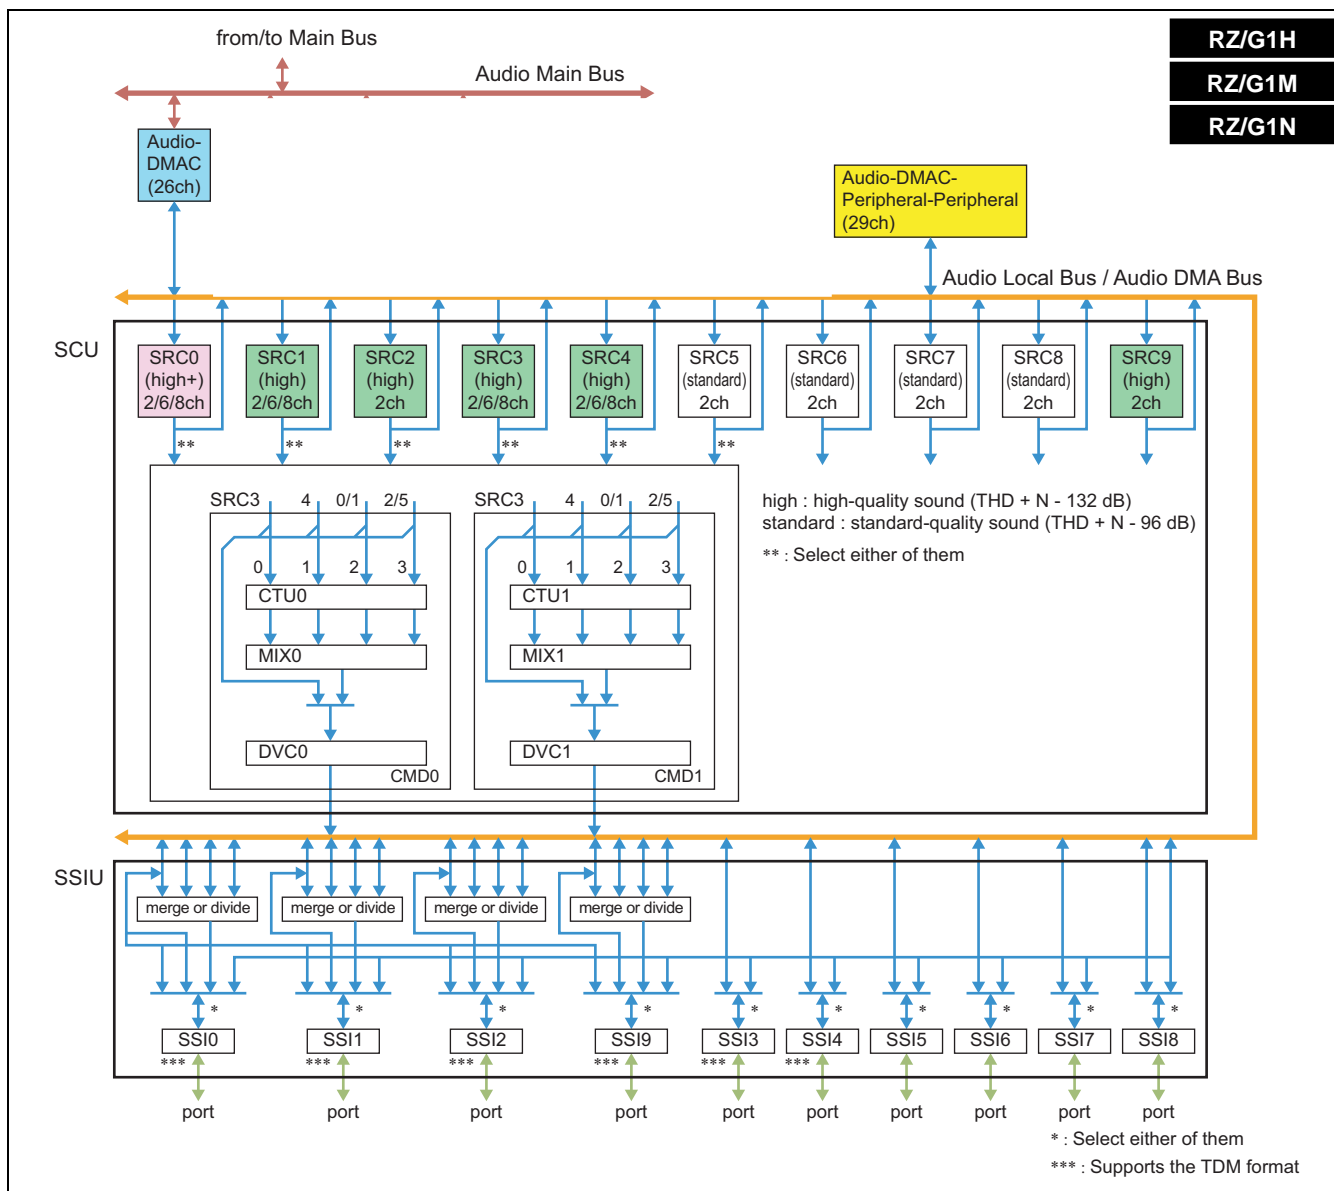 from/to Main Bus
Audio Main Bus
RZ/G1H
RZ/G1M
RZ/G1N
Audio-
DMAC
(26ch)
Audio-DMAC-
Peripheral-Peripheral
(29ch)
Audio Local Bus / Audio DMA Bus
SCU
SRC0
(high+)
2/6/8ch
SRC1
(high)
2/6/8ch
SRC2
(high)
2ch
SRC3
(high)
2/6/8ch
SRC4
(high)
2/6/8ch
SRC5
(standard)
2ch
SRC6
(standard)
2ch
SRC7
(standard)
2ch
SRC8
(standard)
2ch
SRC9
(high)
2ch
** ** ** ** ** **
SRC3 4 0/1 2/5
0 1 2 3
CTU0
MIX0
DVC0
CMD0
SRC3 4 0/1 2/5
0 1 2 3
CTU1
MIX1
DVC1
CMD1
high : high-quality sound (THD + N - 132 dB)
standard : standard-quality sound (THD + N - 96 dB)
** : Select either of them
SSIU
merge or divide merge or divide merge or divide merge or divide
* * * * * * * * * *
SSI0 SSI1 SSI2 SSI9 SSI3 SSI4 SSI5 SSI6 SSI7 SSI8
*** *** *** *** *** ***
port port port port port port port port port port
* : Select either of them
*** : Supports the TDM format